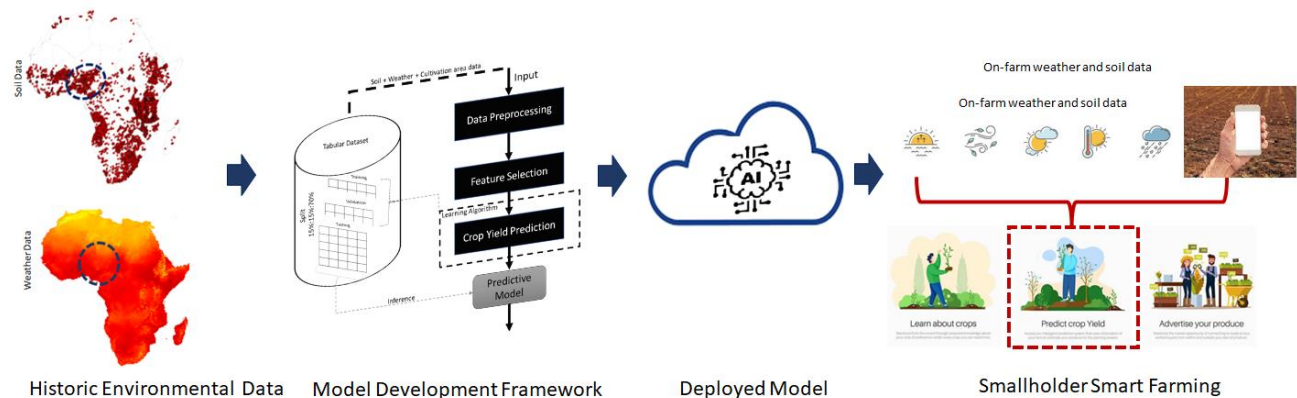 Soil Data
Weather Data
Historic Environmental Data
Soil + Weather + Cultivation area data
Input
Tabular Dataset
Training
Validation
Testing
Split
15%:15%:70%
Data Preprocessing
Feature Selection
Learning Algorithm
Crop Yield Prediction
Inference
Predictive
Model
Model Development Framework
AI
Deployed Model
On-farm weather and soil data
On-farm weather and soil data
Learn about crops
Predict crop Yield
Advertise your produce
Smallholder Smart Farming